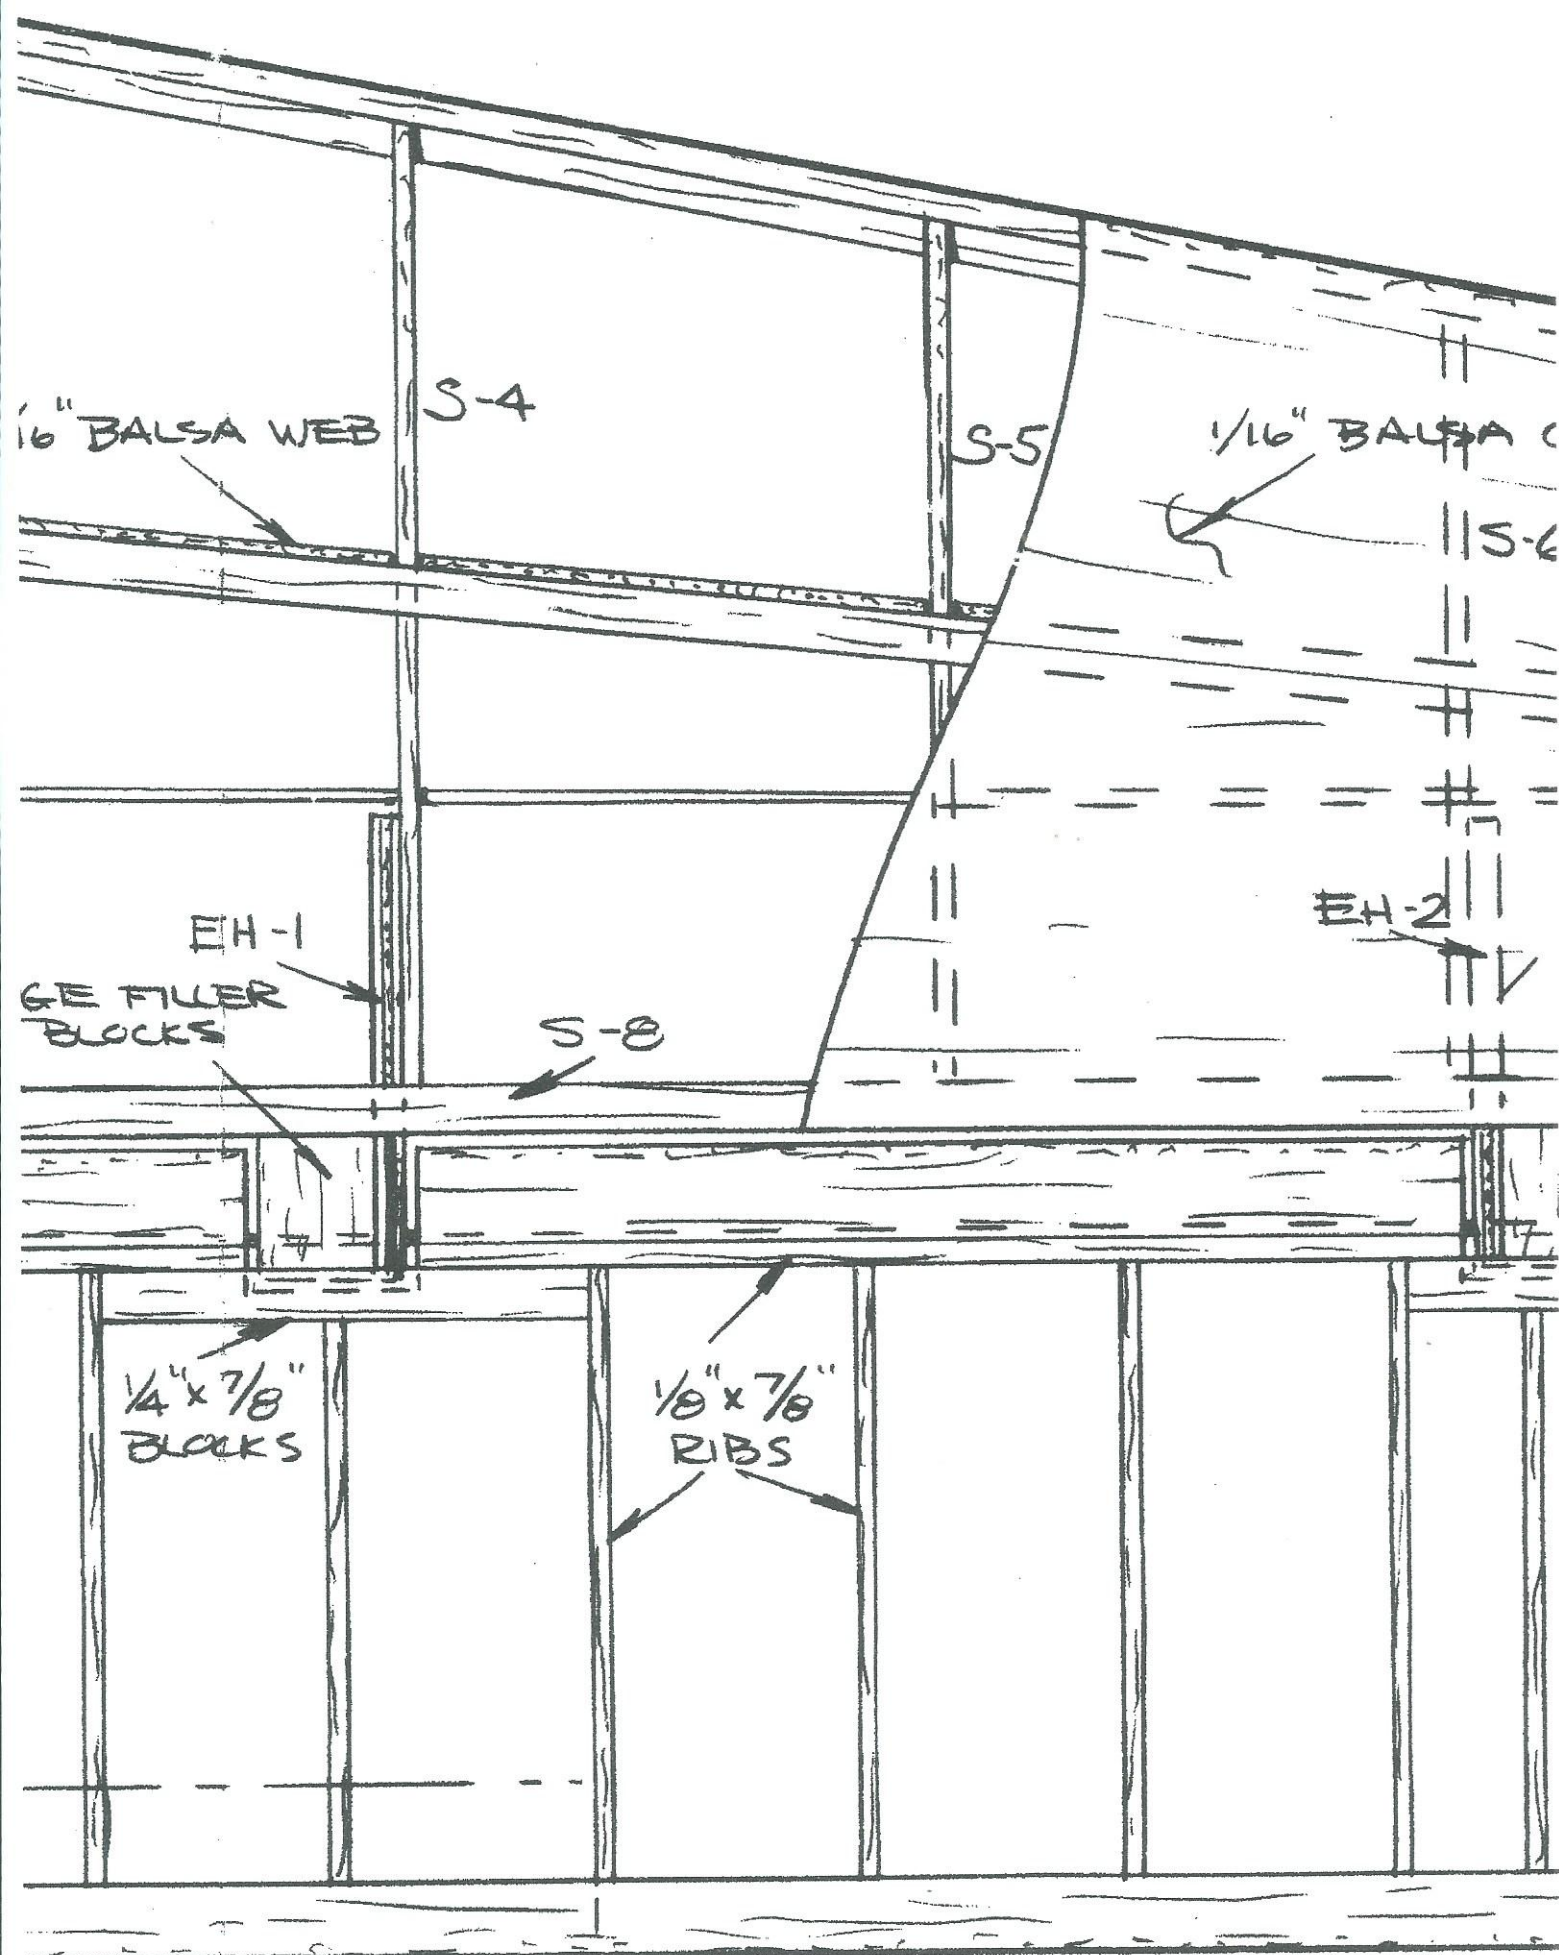 S-4
16" BALSA WEB
S-5
1/16" BALSA C
S-6
EH-2
EH-1
GE FILLER
BLOCKS
S-8
1/4" x 7/8"
BLOCKS
1/8" x 7/8"
RIBS